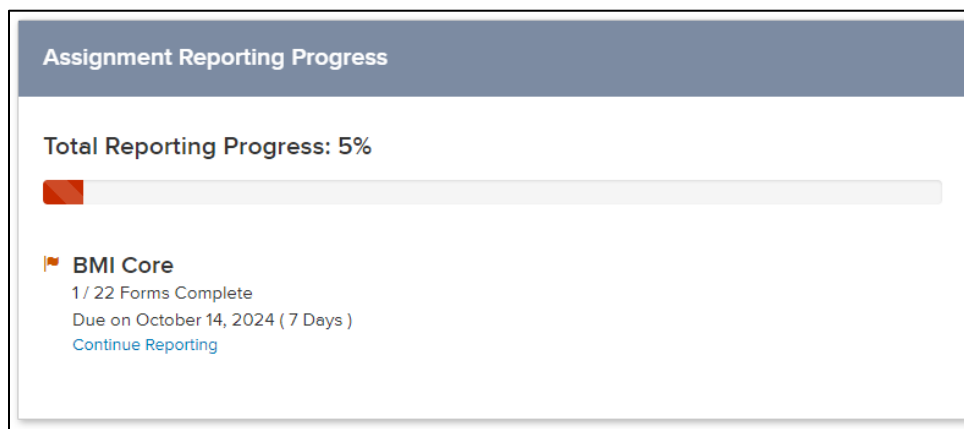 Assignment Reporting Progress
Total Reporting Progress: 5%
BMI Core
1 / 22 Forms Complete
Due on October 14, 2024 ( 7 Days )
Continue Reporting